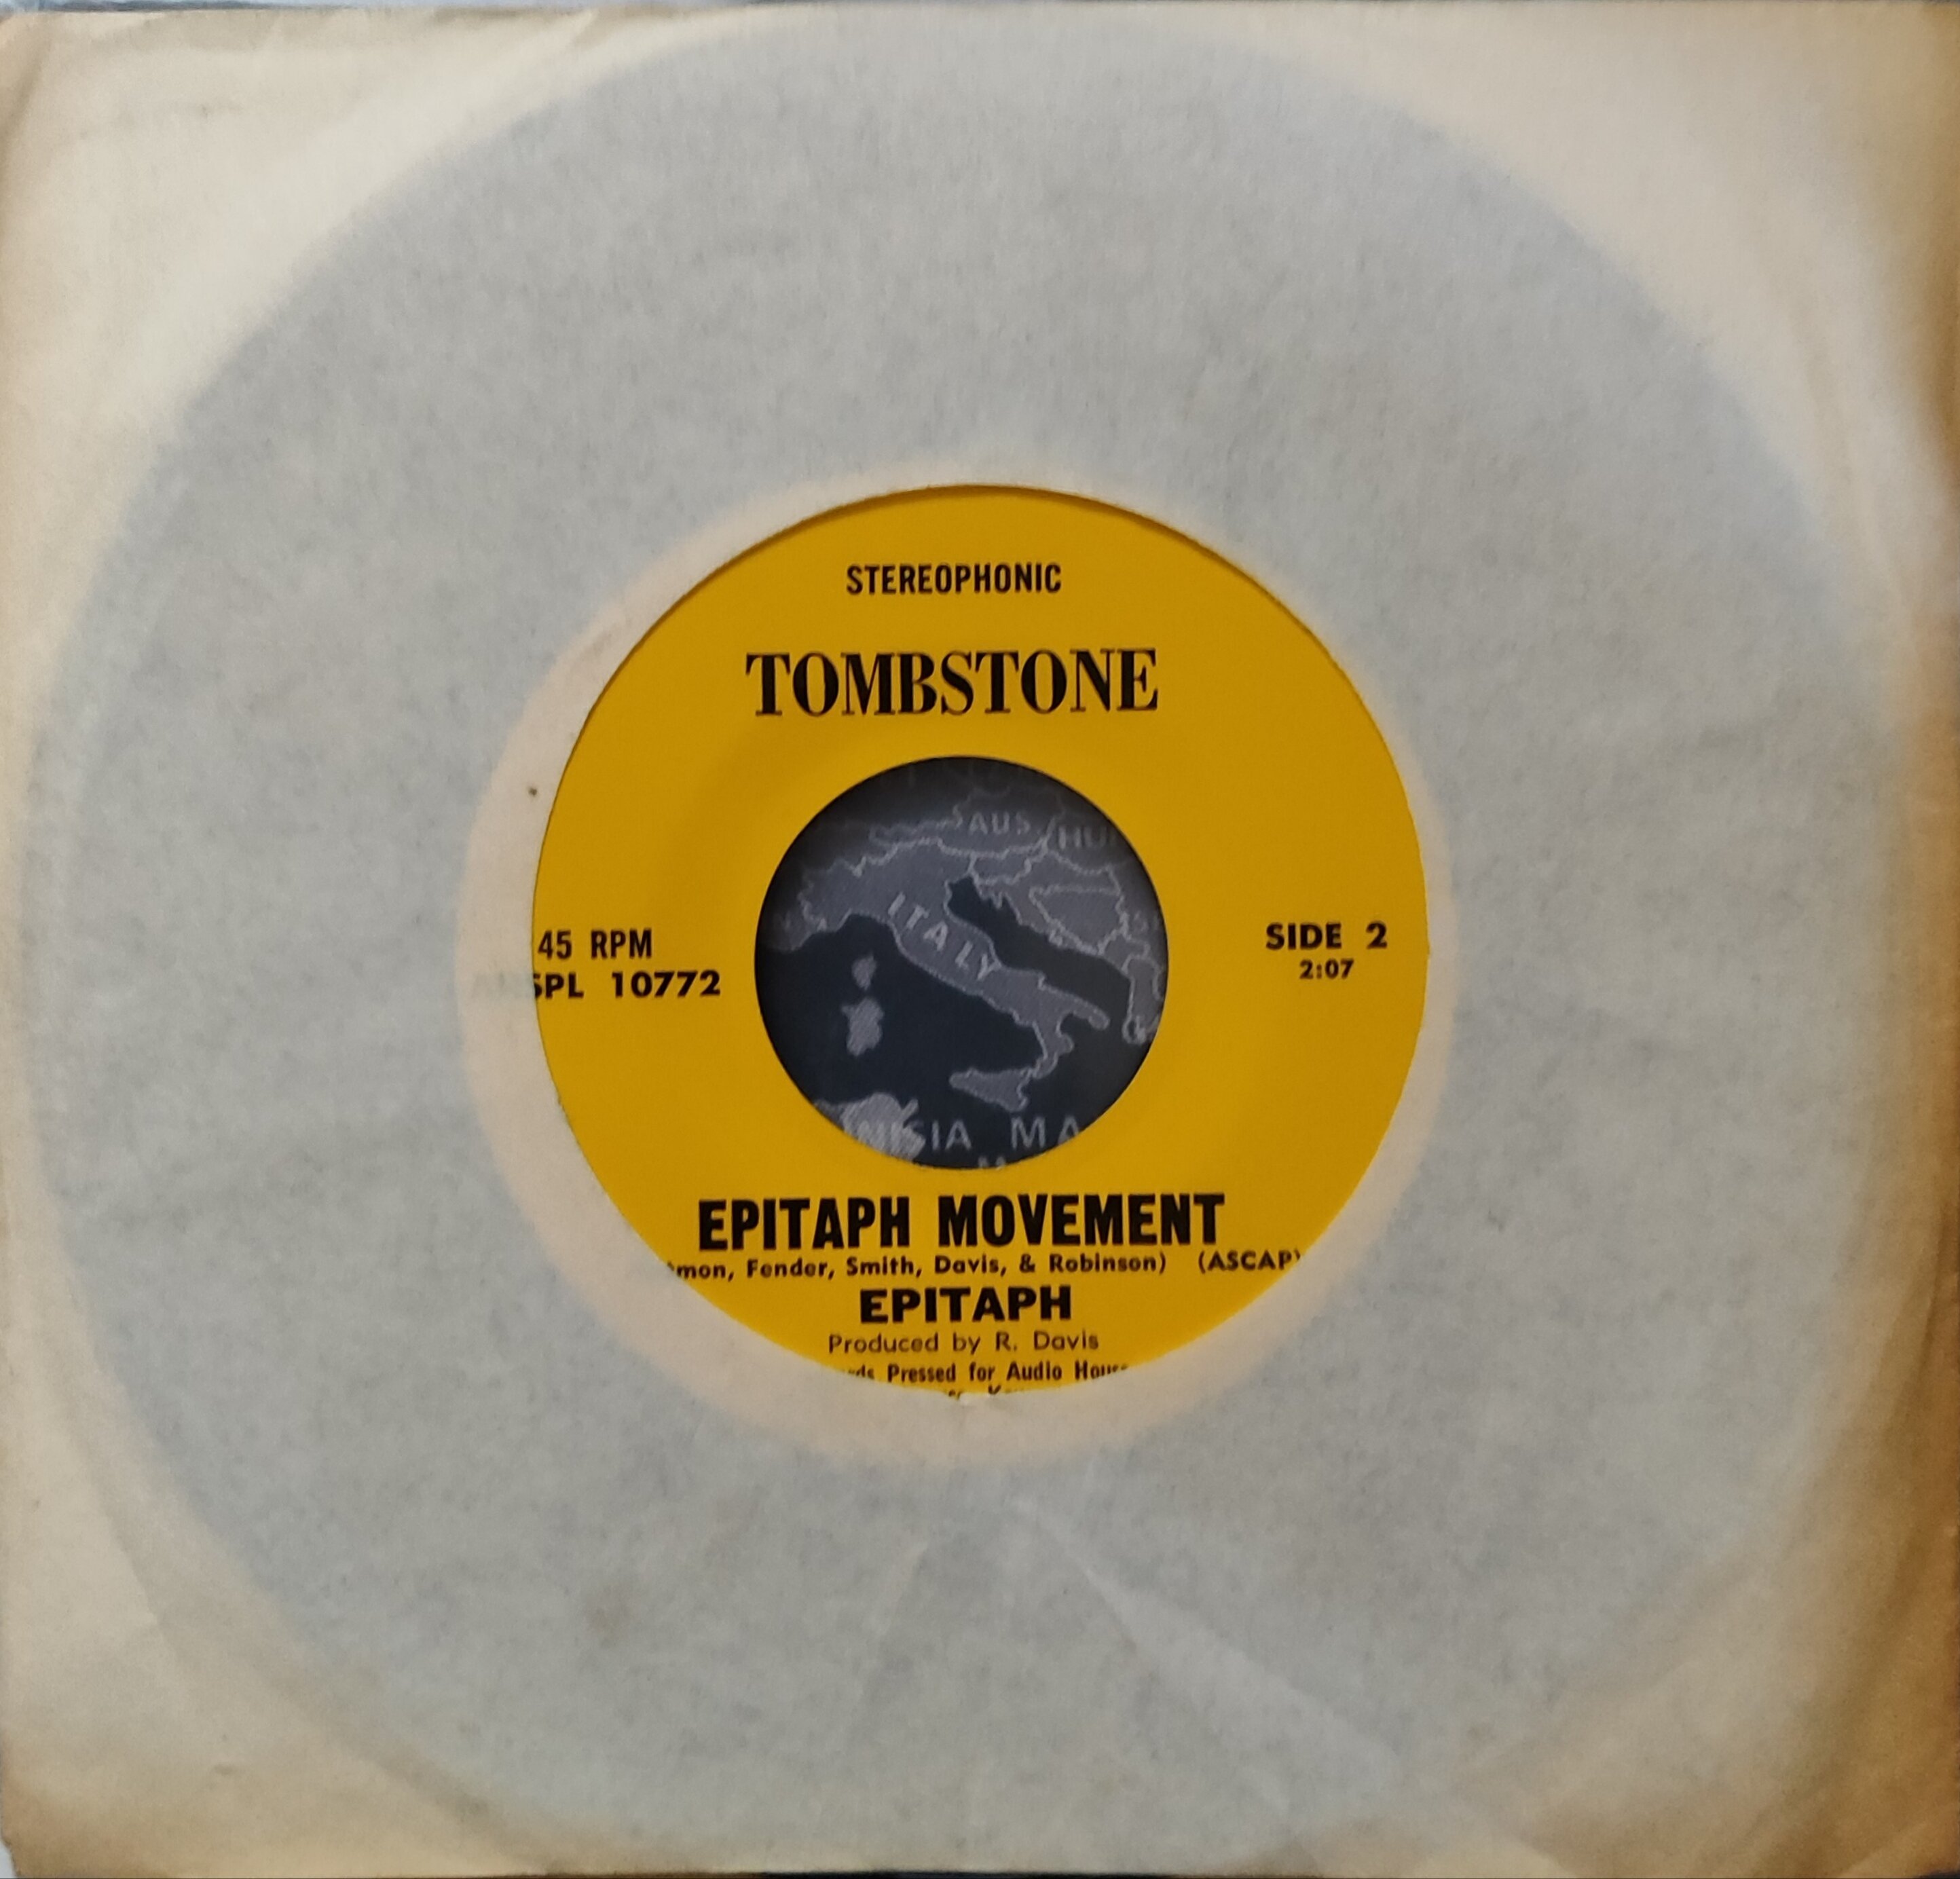 STEREOPHONIC
TOMBSTONE
AUS
ITALY
45 RPM
SPL 10772
SIDE 2
2:07
EPITAPH MOVEMENT
Fender, Smith, Davis, & Robinson) (ASCAP)
EPITAPH
Produced by R. Davis
Pressed for Audio House